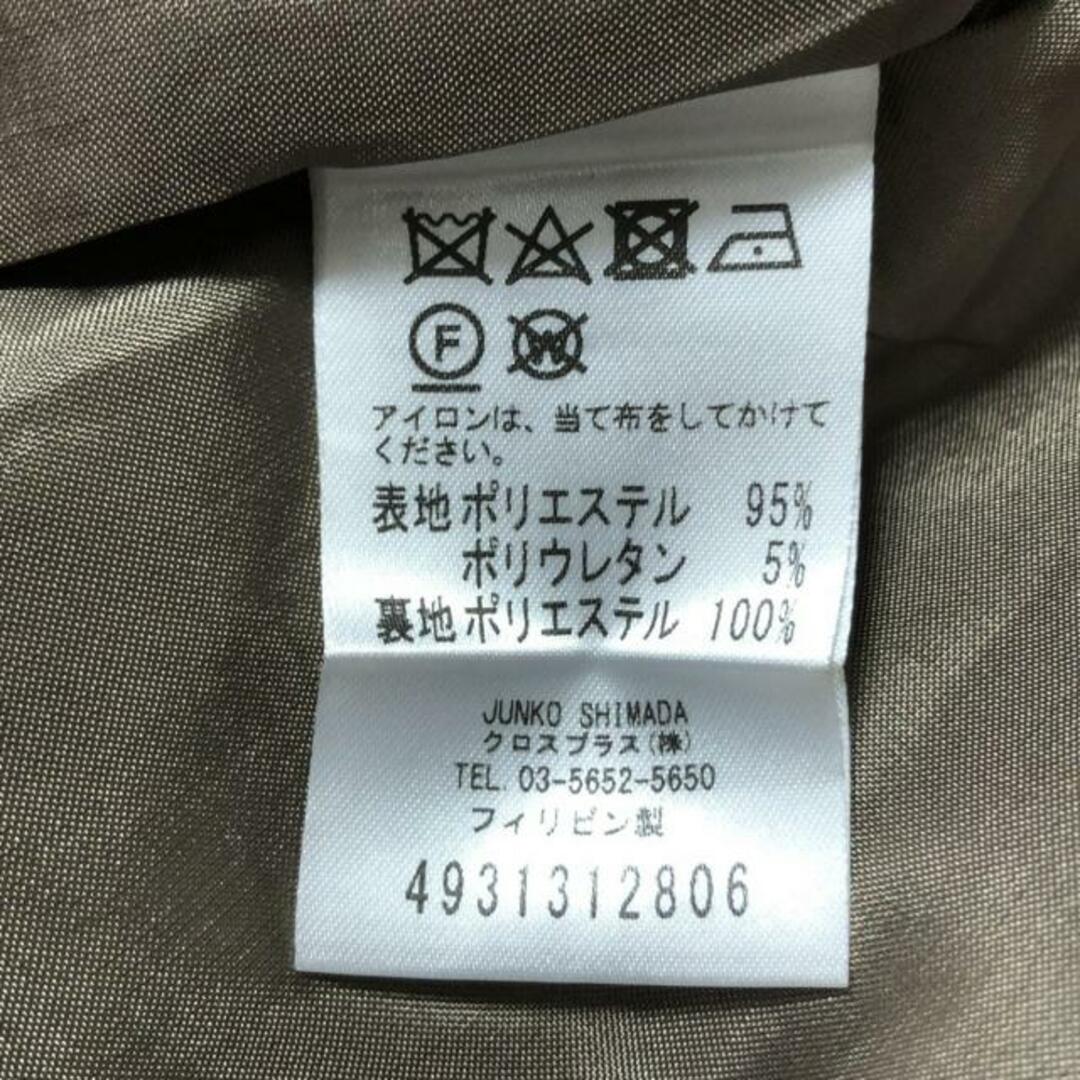 F W
アイロンは、当て布をしてかけて
ください。
表地ポリエステル 95%
ポリウレタン 5%
裏地ポリエステル 100%
JUNKO SHIMADA
クロスプラス(株)
TEL. 03-5652-5650
フィリピン製
4931312806